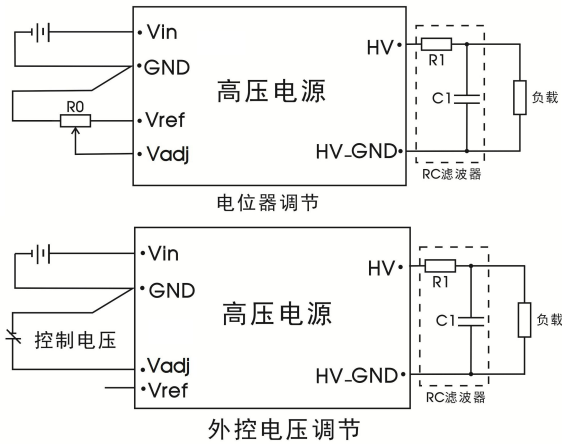 Vin
GND
R0
Vref
Vadj
高压电源
HV
HV_GND
R1
C1
负载
RC滤波器
电位器调节
Vin
GND
控制电压
Vadj
Vref
高压电源
HV
HV_GND
R1
C1
负载
RC滤波器
外控电压调节